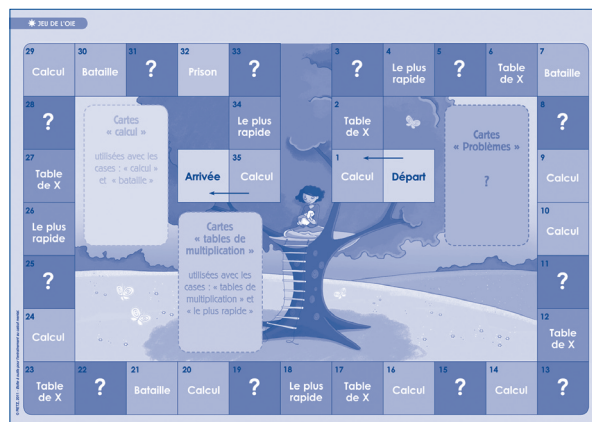 JEU DE L'OIE
29 Calcul
30 Bataille
31 ?
32 Prison
33 ?
3 ?
4 Le plus rapide
5 ?
6 Table de X
7 Bataille
28 ?
34 Le plus rapide
2 Table de X
8 ?
Cartes
« calcul »
utilisées avec les
cases : « calcul »
et « bataille »
Cartes
« Problèmes »
?
27 Table de X
Arrivée
35 Calcul
1 Calcul
Départ
9 Calcul
26 Le plus rapide
10 Calcul
Cartes
« tables de
multiplication »
utilisées avec les
cases : « tables de
multiplication » et
« le plus rapide »
25 ?
11 ?
24 Calcul
12 Table de X
23 Table de X
22 ?
21 Bataille
20 Calcul
19 ?
18 Le plus rapide
17 Table de X
16 Calcul
15 ?
14 Calcul
13 ?